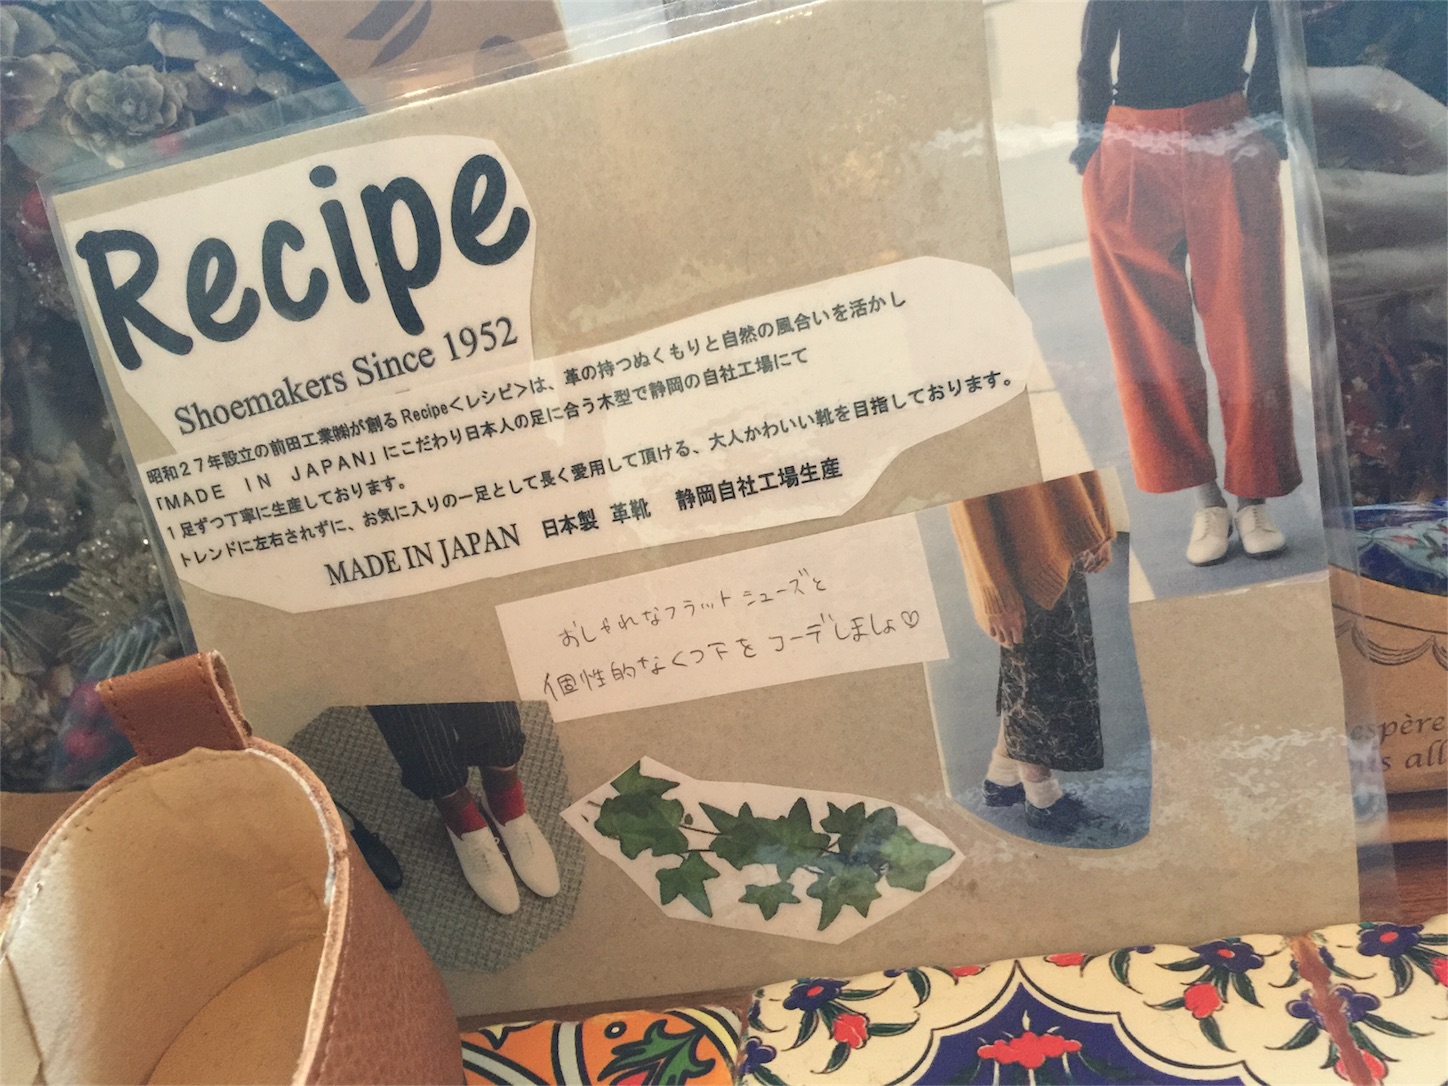 Recipe
Shoemakers Since 1952
昭和27年設立の前田工業㈱が創るRecipe<レシピ>は、革の持つぬくもりと自然の風合いを活かし
「MADE IN JAPAN」にこだわり日本人の足に合う木型で静岡の自社工場にて
1足ずつ丁寧に生産しております。
トレンドに左右されずに、お気に入りの一足として長く愛用して頂ける、大人かわいい靴を目指しております。
MADE IN JAPAN 日本製 革靴 静岡自社工場生産
おしゃれなフラットシューズと
個性的なくつ下をコーデしましょ♡
espère
all